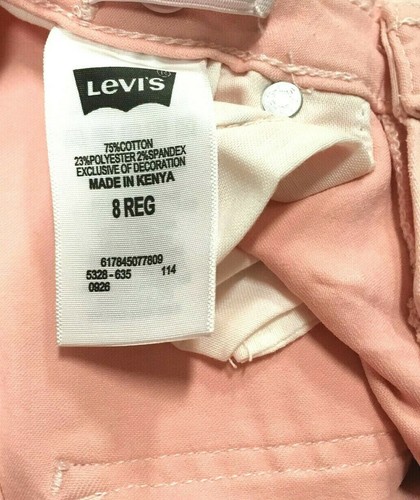 LEVI'S®
75%COTTON
23%POLYESTER 2%SPANDEX
EXCLUSIVE OF DECORATION
MADE IN KENYA
8 REG
617845077809
5328-635 114
0926